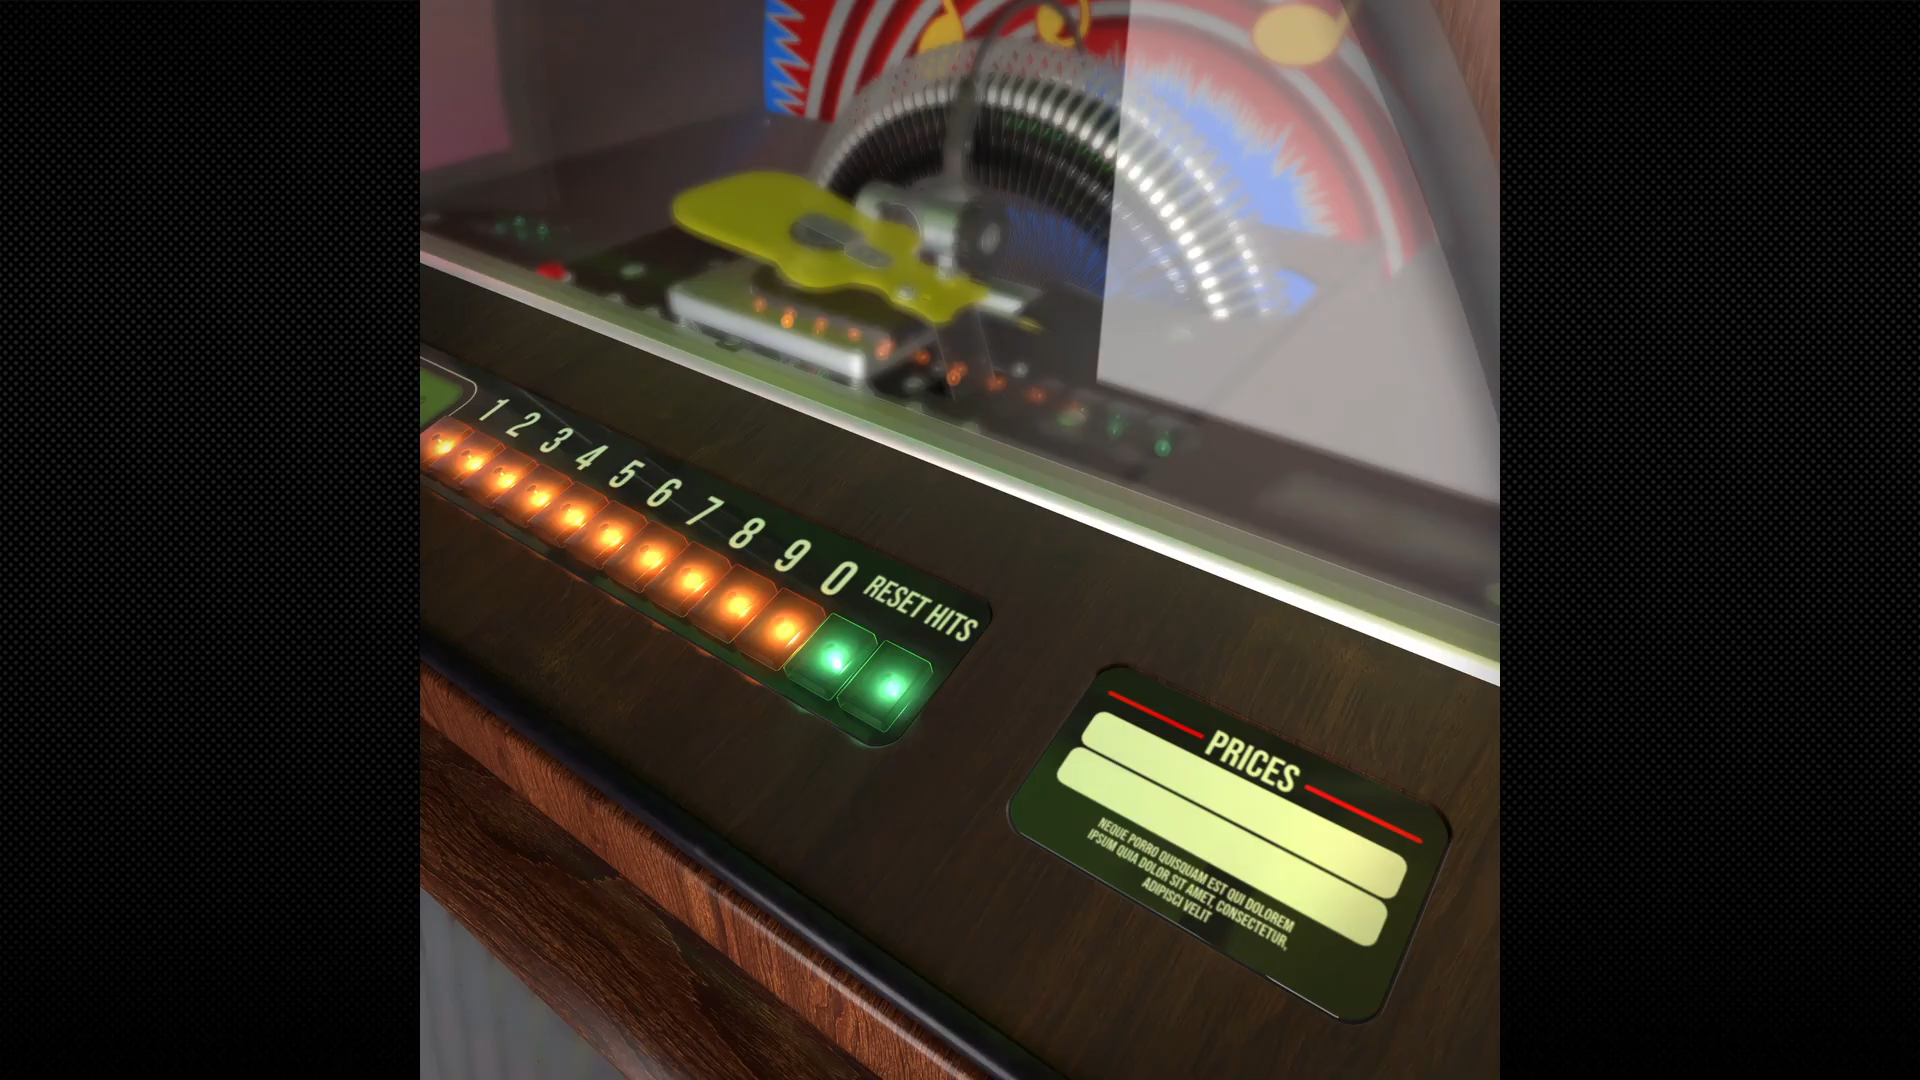 1 2 3 4 5 6 7 8 9 0 RESET HITS
PRICES
NEQUE PORRO QUISQUAM EST QUI DOLOREM
IPSUM QUIA DOLOR SIT AMET, CONSECTETUR,
ADIPISCI VELIT